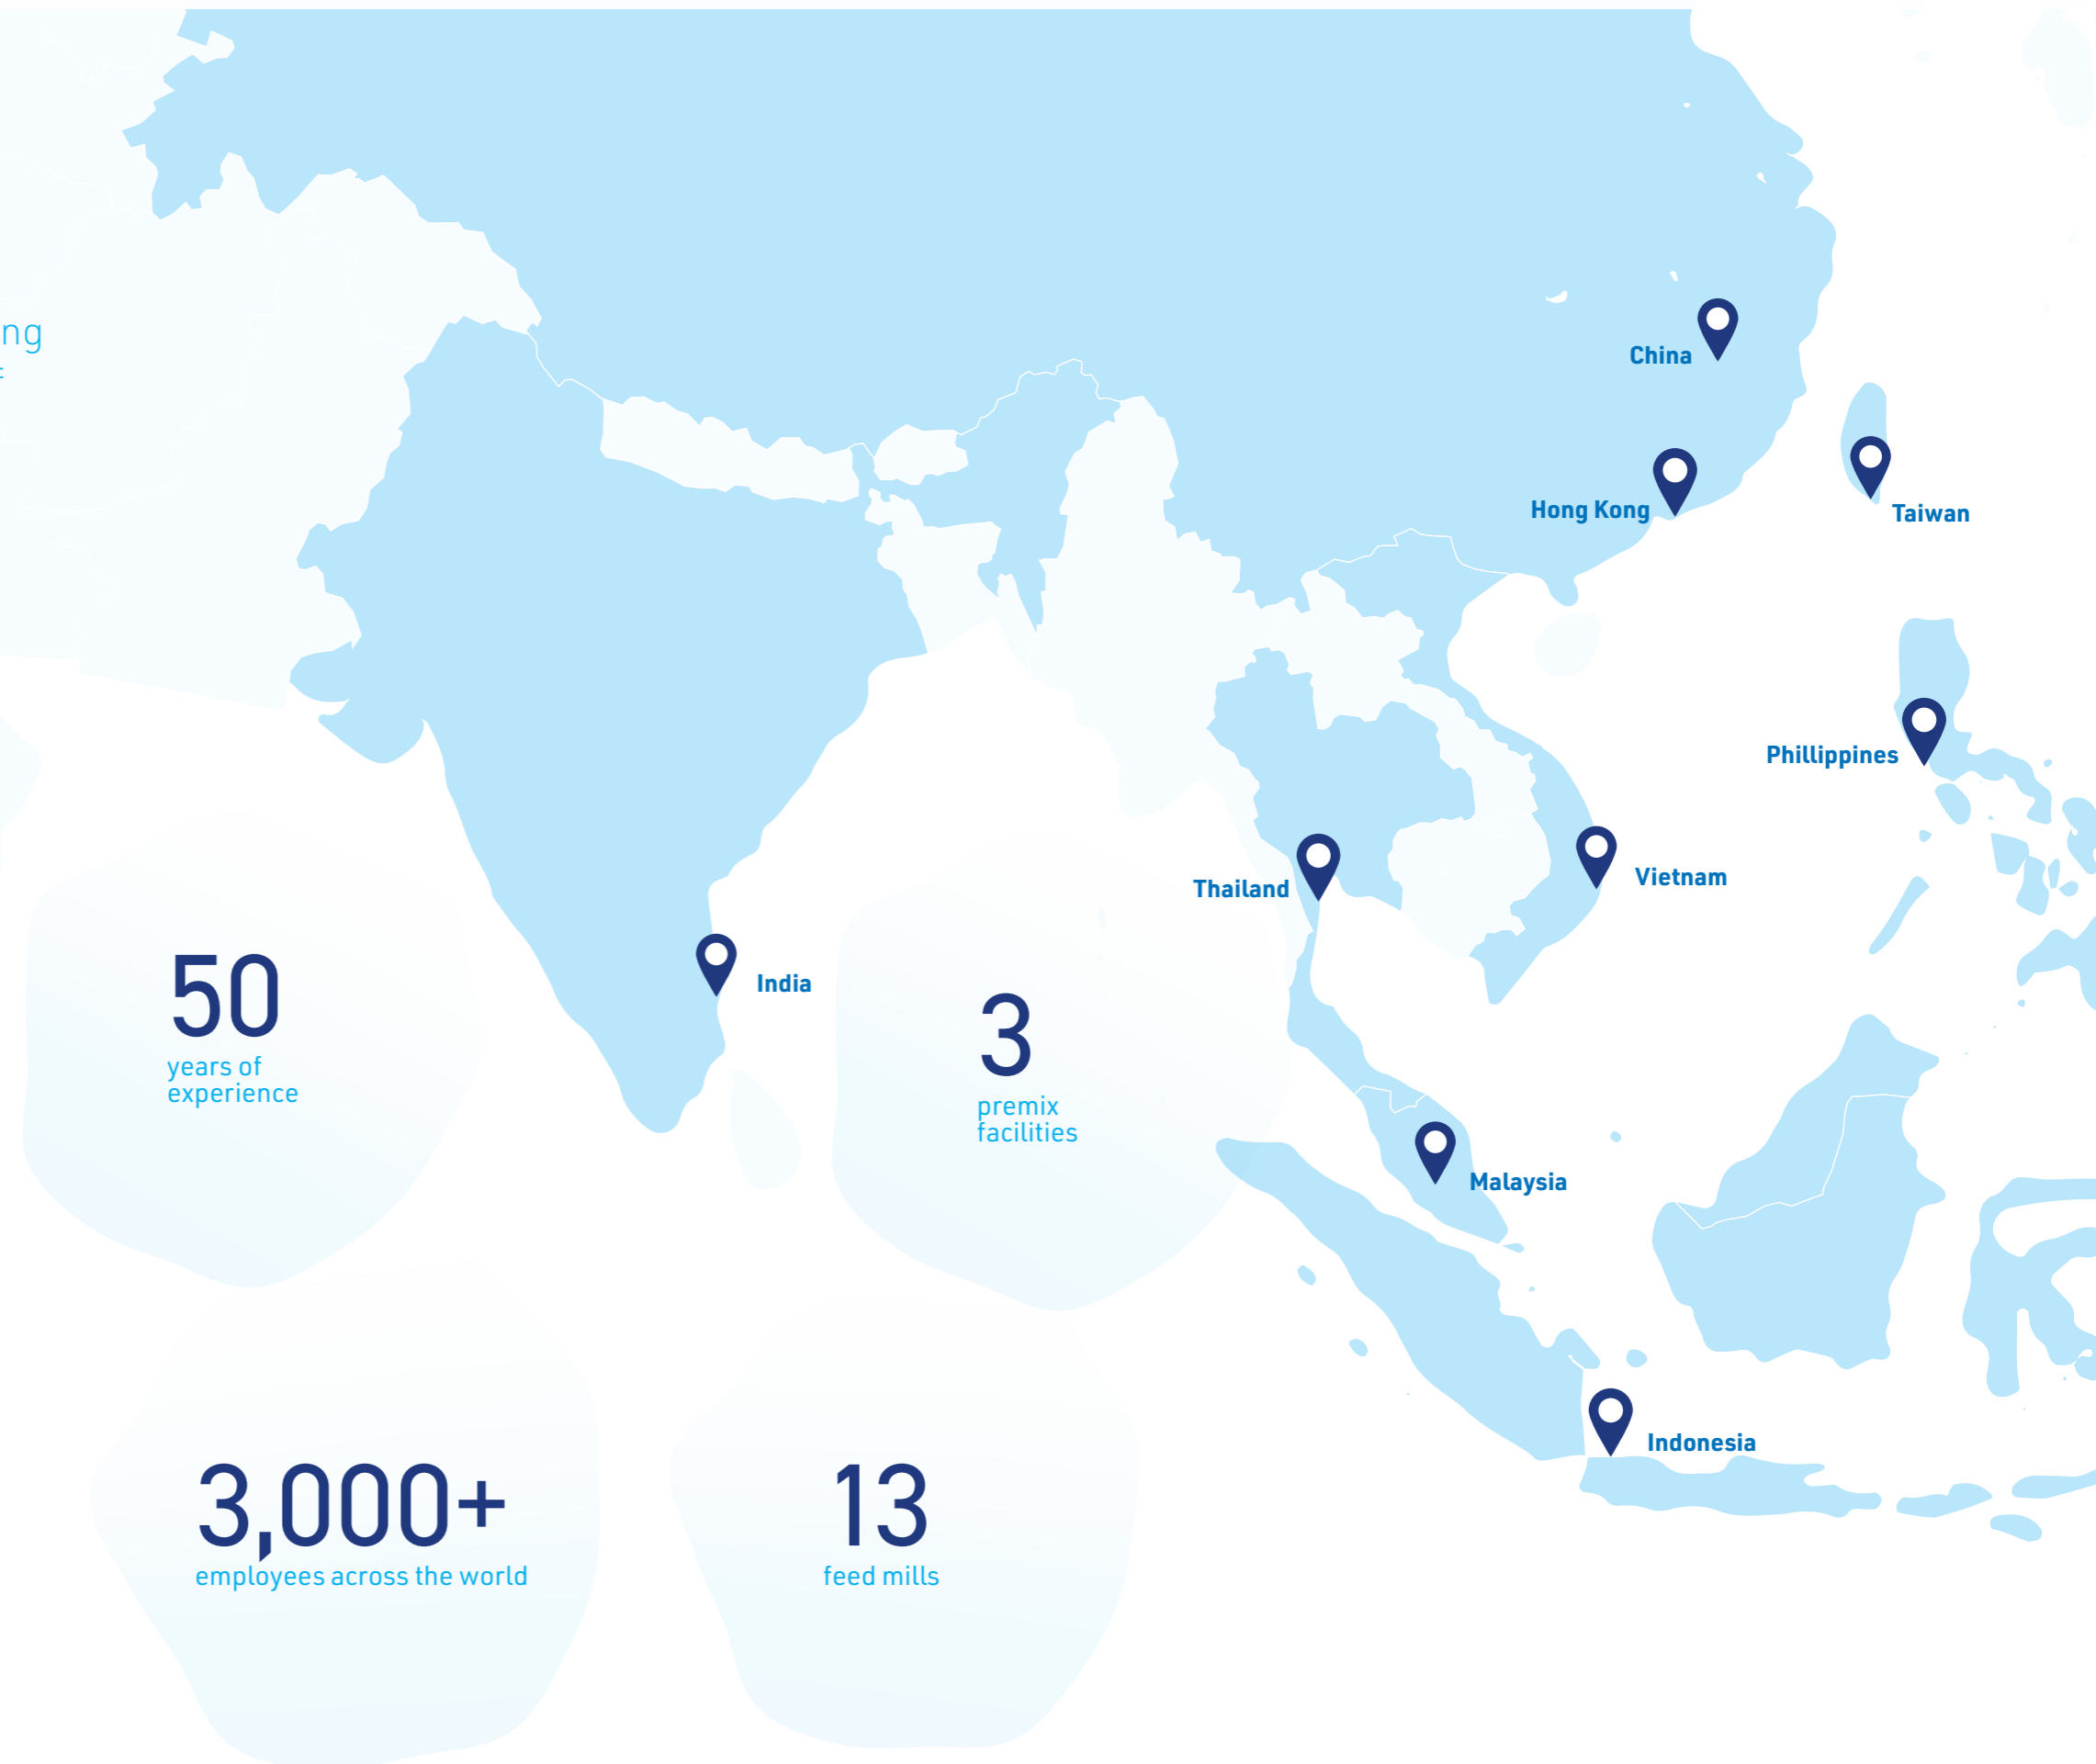 ng
China
Hong Kong
Taiwan
Phillippines
Thailand
Vietnam
India
50
years of
experience
3
premix
facilities
Malaysia
Indonesia
3,000+
employees across the world
13
feed mills